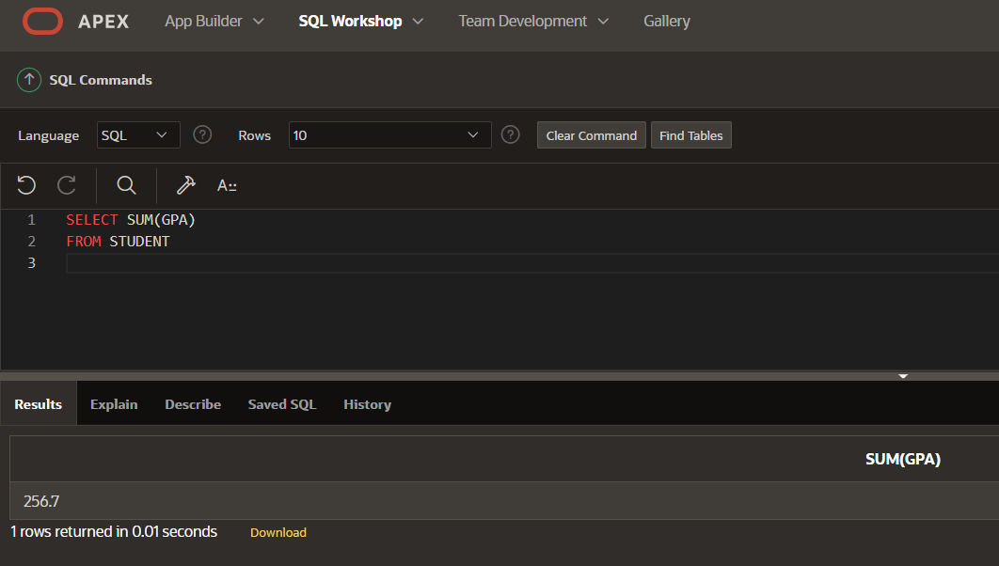 APEX App Builder SQL Workshop Team Development Gallery
SQL Commands
Language SQL ? Rows 10 ? Clear Command Find Tables
A::
1 SELECT SUM(GPA)
2 FROM STUDENT
3
Results Explain Describe Saved SQL History
SUM(GPA)
256.7
1 rows returned in 0.01 seconds Download